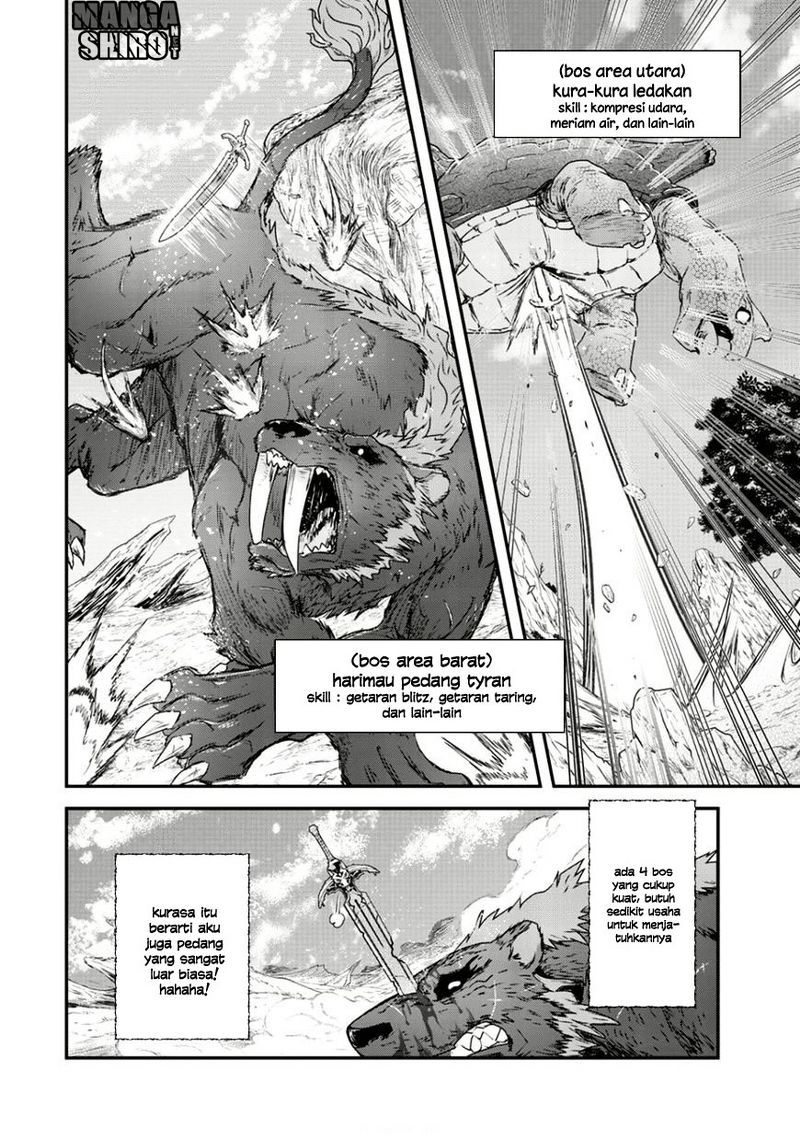 MANGA
SHIRO
NET
(bos area utara)
kura-kura ledakan
skill : kompresi udara,
meriam air, dan lain-lain
(bos area barat)
harimau pedang tyran
skill : getaran blitz, getaran taring,
dan lain-lain
ada 4 bos
yang cukup
kuat, butuh
sedikit usaha
untuk menja-
tuhkannya
kurasa itu
berarti aku
juga pedang
yang sangat
luar biasa!
hahaha!